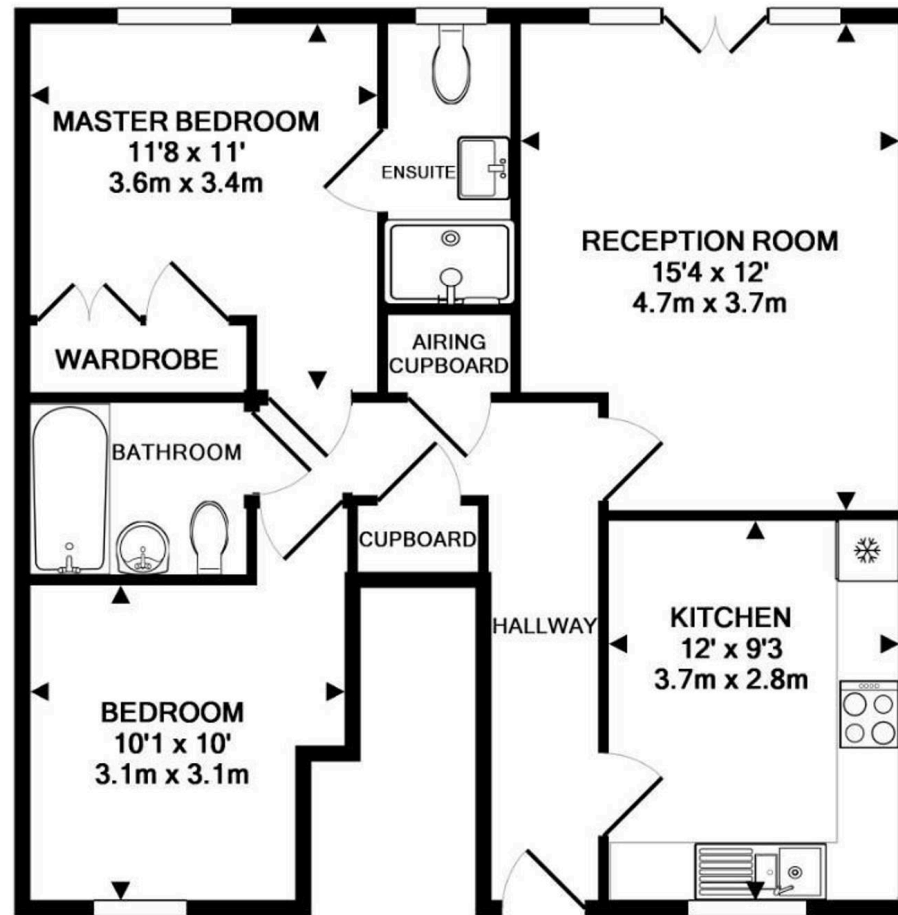 MASTER BEDROOM
11'8 x 11'
3.6m x 3.4m
ENSUITE
RECEPTION ROOM
15'4 x 12'
4.7m x 3.7m
WARDROBE
AIRING
CUPBOARD
BATHROOM
CUPBOARD
HALLWAY
KITCHEN
12' x 9'3
3.7m x 2.8m
BEDROOM
10'1 x 10'
3.1m x 3.1m